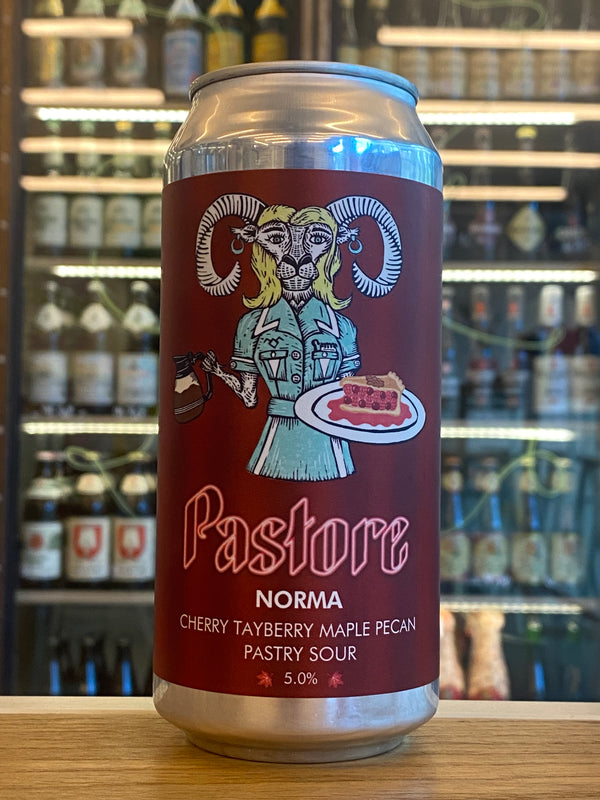 Pastore
NORMA
CHERRY TAYBERRY MAPLE PECAN
PASTRY SOUR
5.0%